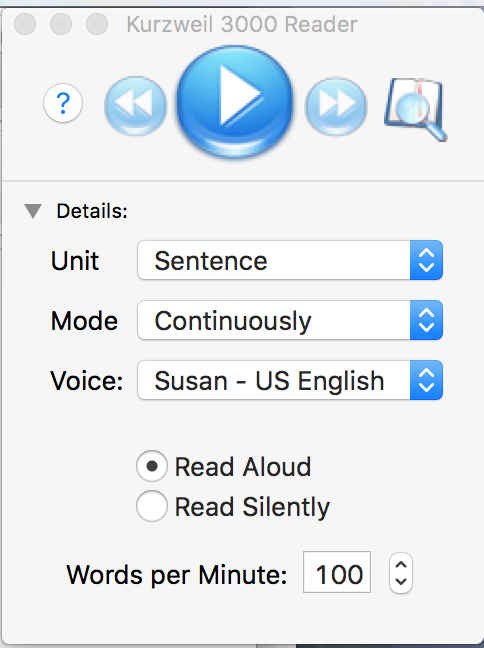 Kurzweil 3000 Reader
?
Details:
Unit Sentence
Mode Continuously
Voice: Susan - US English
Read Aloud
Read Silently
Words per Minute: 100